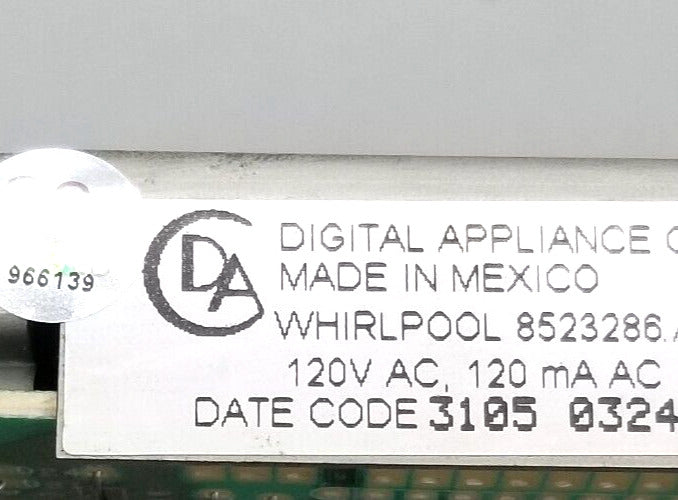 966139
DA
DIGITAL APPLIANCE
MADE IN MEXICO
WHIRLPOOL 8523286.
120V AC, 120 mA AC
DATE CODE 3105 0324